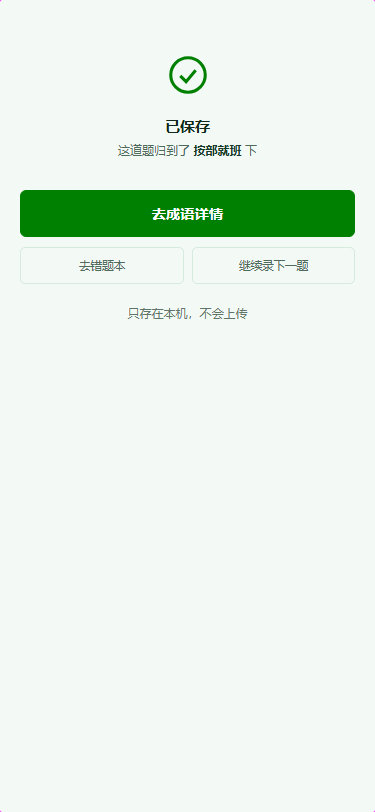 已保存
这道题归到了 按部就班 下
去成语详情
去错题本
继续录下一题
只存在本机，不会上传